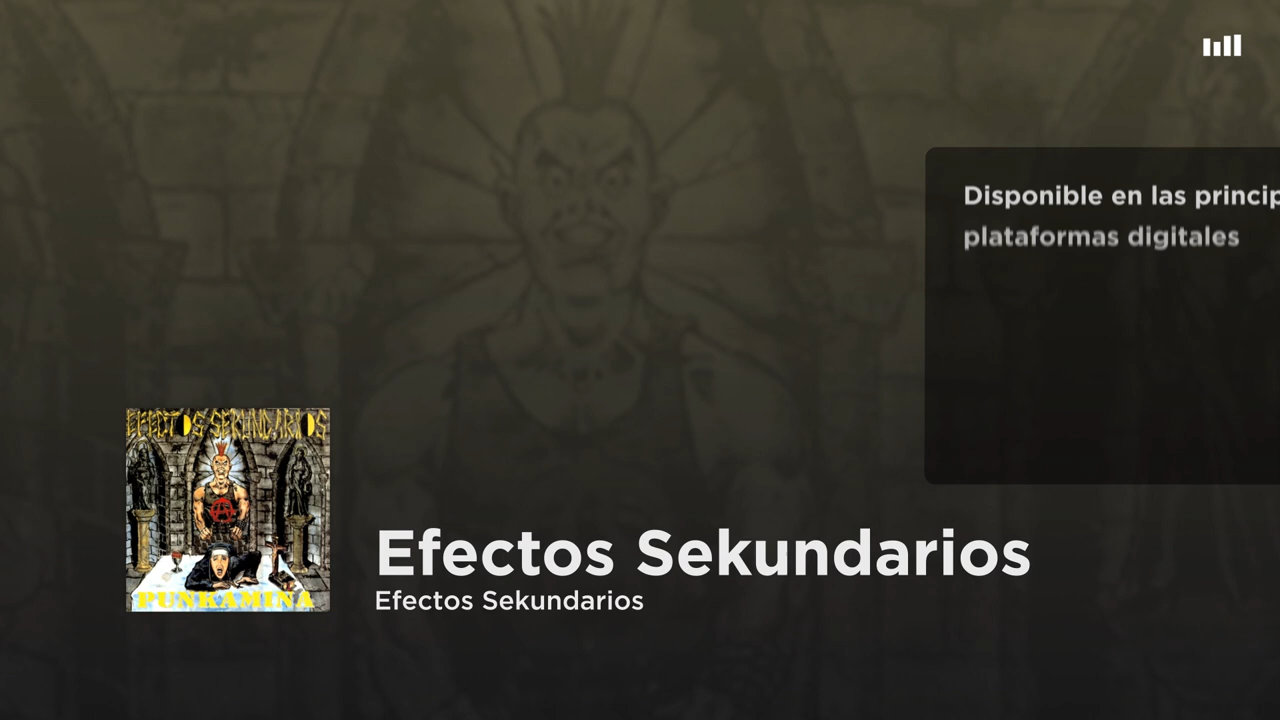 Disponible en las princip
plataformas digitales
EFECTOS SEKUNDARIOS
PUNKAMINA
Efectos Sekundarios
Efectos Sekundarios